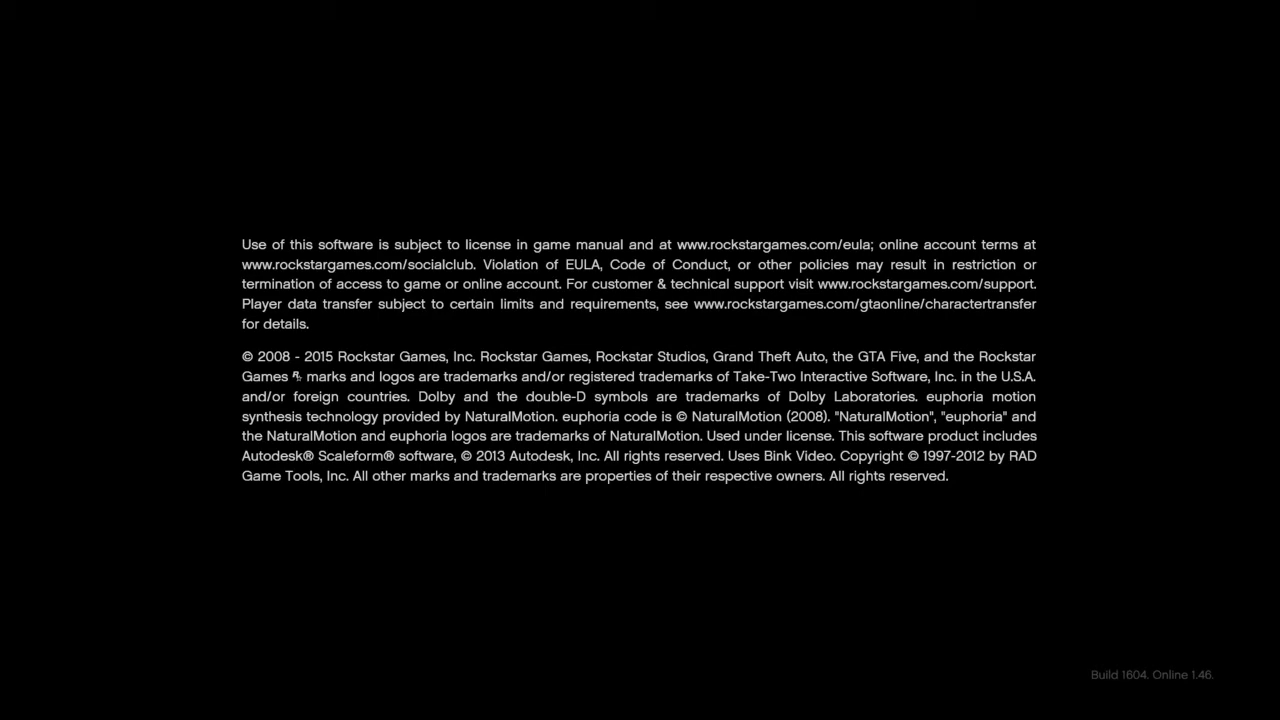 Use of this software is subject to license in game manual and at www.rockstargames.com/eula; online account terms at
www.rockstargames.com/socialclub. Violation of EULA, Code of Conduct, or other policies may result in restriction or
termination of access to game or online account. For customer & technical support visit www.rockstargames.com/support.
Player data transfer subject to certain limits and requirements, see www.rockstargames.com/gtaonline/charactertransfer
for details.
© 2008 - 2015 Rockstar Games, Inc. Rockstar Games, Rockstar Studios, Grand Theft Auto, the GTA Five, and the Rockstar
Games R* marks and logos are trademarks and/or registered trademarks of Take-Two Interactive Software, Inc. in the U.S.A.
and/or foreign countries. Dolby and the double-D symbols are trademarks of Dolby Laboratories. euphoria motion
synthesis technology provided by NaturalMotion. euphoria code is © NaturalMotion (2008). "NaturalMotion", "euphoria" and
the NaturalMotion and euphoria logos are trademarks of NaturalMotion. Used under license. This software product includes
Autodesk® Scaleform® software, © 2013 Autodesk, Inc. All rights reserved. Uses Bink Video. Copyright © 1997-2012 by RAD
Game Tools, Inc. All other marks and trademarks are properties of their respective owners. All rights reserved.
Build 1604. Online 1.46.